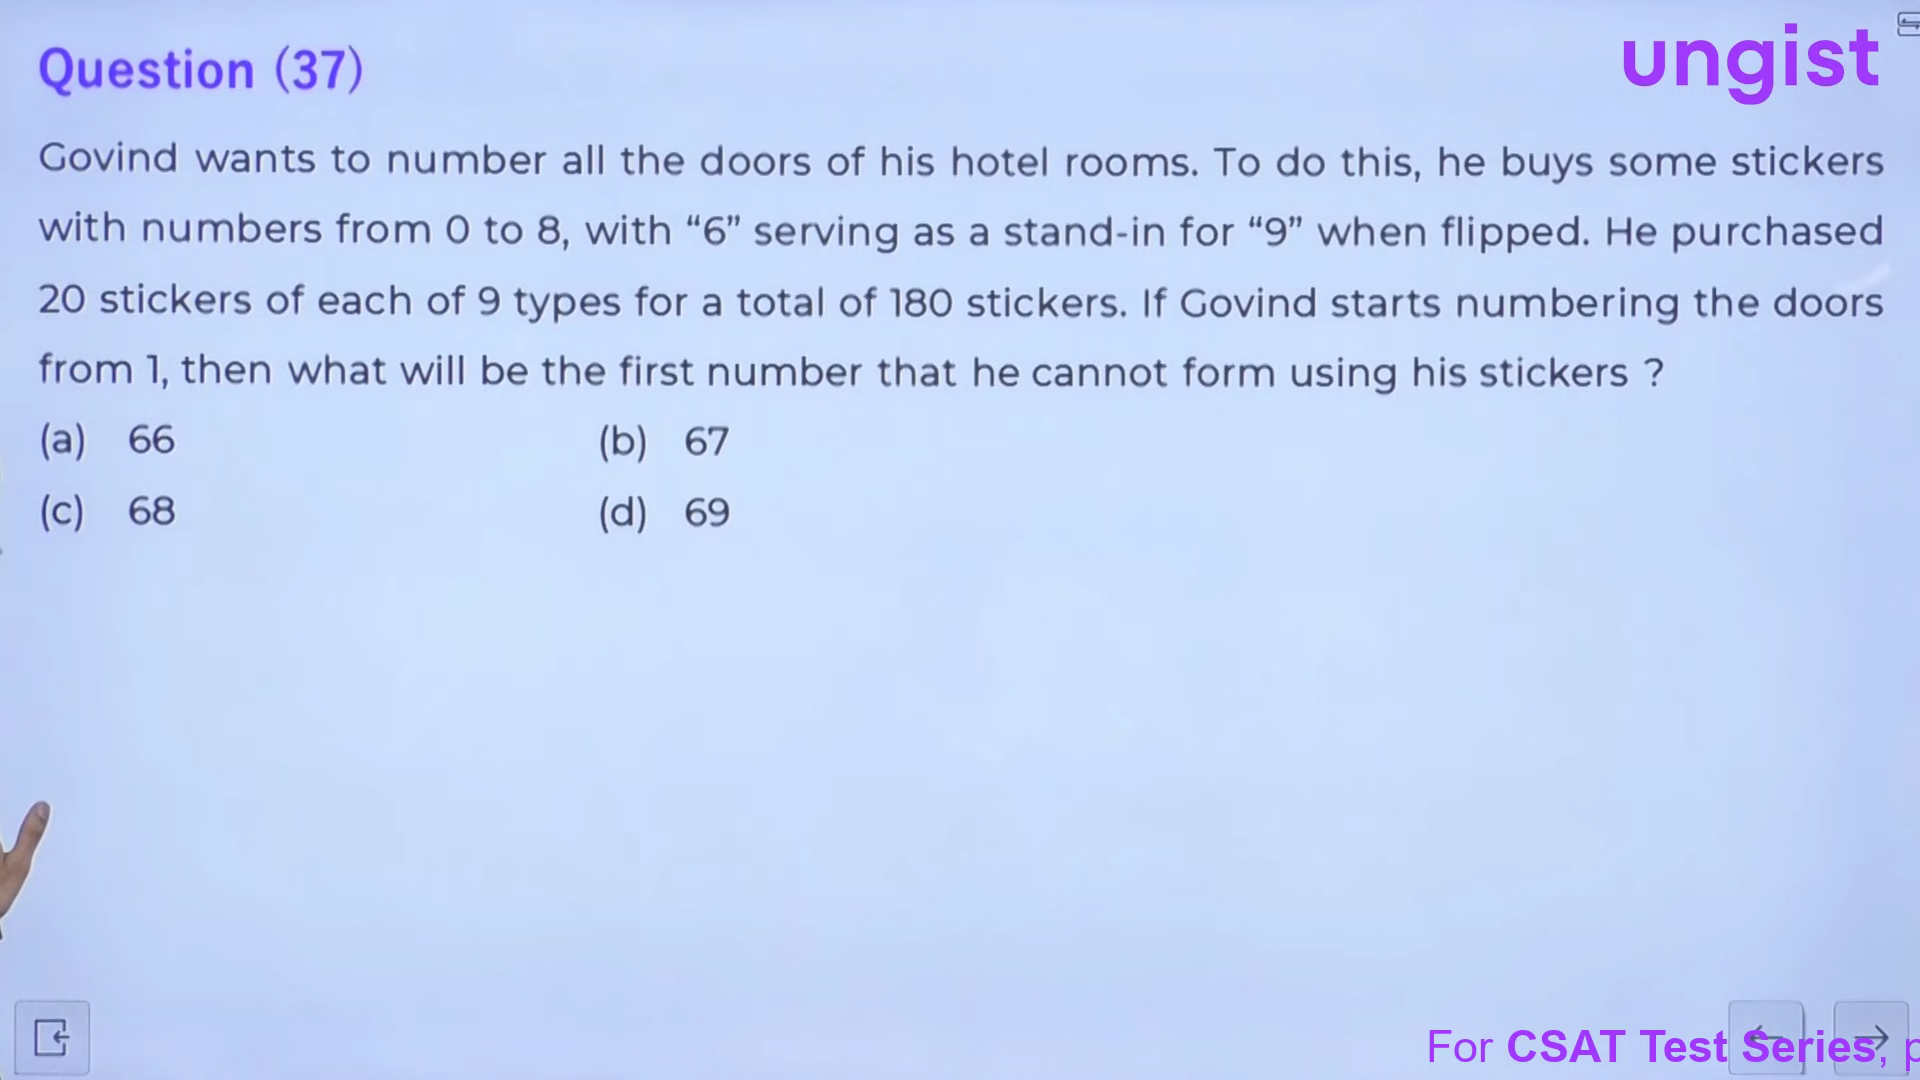 Question (37)
ungist
Govind wants to number all the doors of his hotel rooms. To do this, he buys some stickers
with numbers from 0 to 8, with “6” serving as a stand-in for “9” when flipped. He purchased
20 stickers of each of 9 types for a total of 180 stickers. If Govind starts numbering the doors
from 1, then what will be the first number that he cannot form using his stickers ?
(a) 66
(b) 67
(c) 68
(d) 69
For CSAT Test Series, p